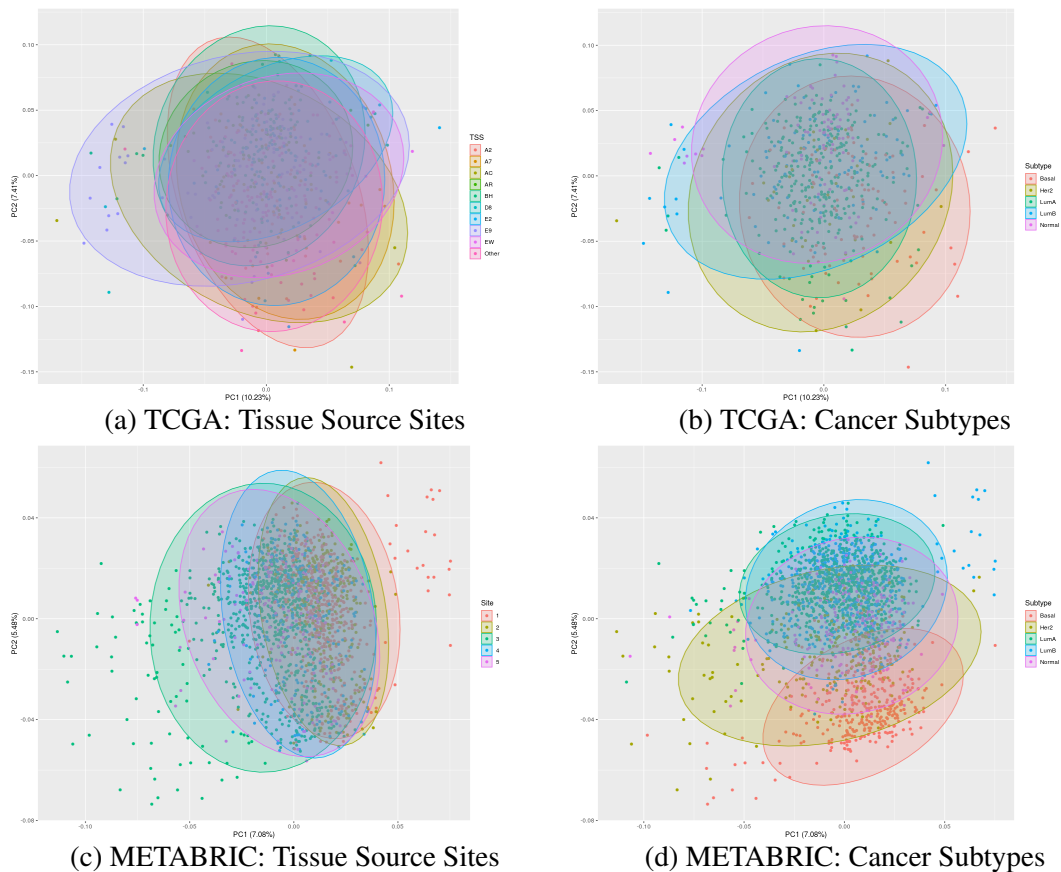 PC2 (7.41%)
0.10
0.05
0.00
-0.05
-0.10
-0.15
-0.1
0.0
0.1
PC1 (10.23%)
TSS
A2
A7
AC
AR
BH
D8
E2
E9
EW
Other
(a) TCGA: Tissue Source Sites
PC2 (7.41%)
0.10
0.05
0.00
-0.05
-0.10
-0.15
-0.1
0.0
0.1
PC1 (10.23%)
Subtype
Basal
Her2
LumA
LumB
Normal
(b) TCGA: Cancer Subtypes
PC2 (5.48%)
0.04
0.00
-0.04
-0.08
-0.10
-0.05
0.00
0.05
PC1 (7.08%)
Site
1
2
3
4
5
(c) METABRIC: Tissue Source Sites
PC2 (5.48%)
0.04
0.00
-0.04
-0.08
-0.10
-0.05
0.00
0.05
PC1 (7.08%)
Subtype
Basal
Her2
LumA
LumB
Normal
(d) METABRIC: Cancer Subtypes